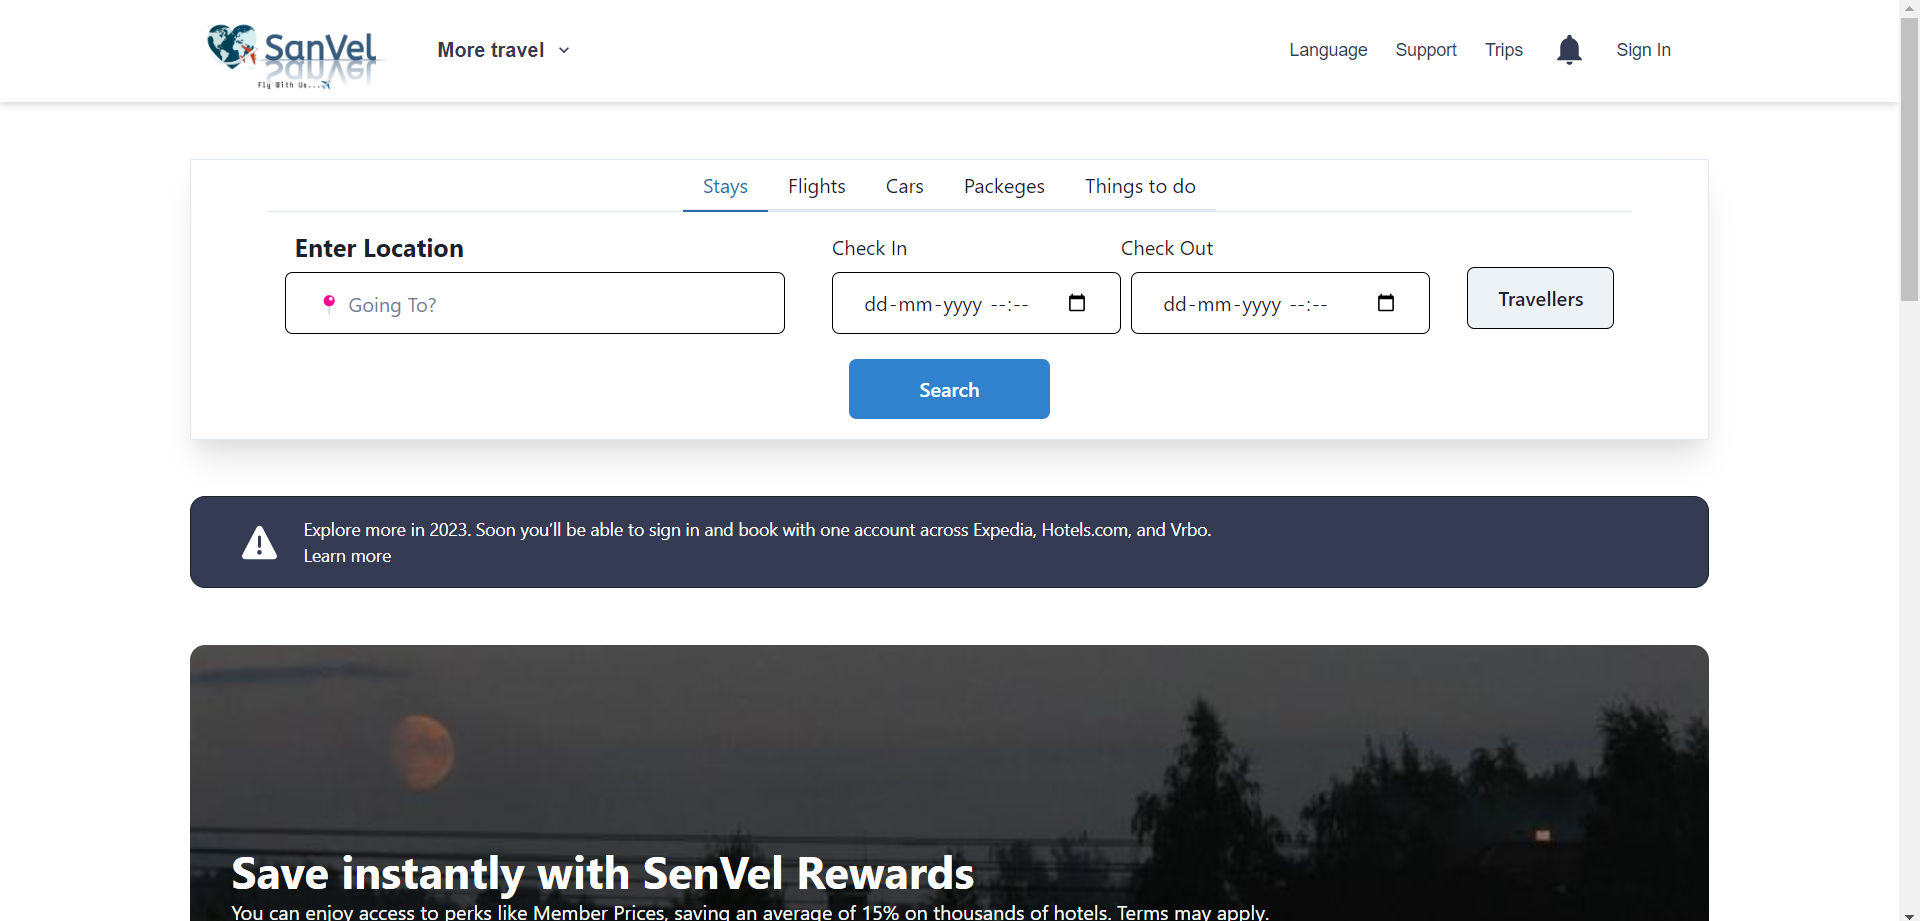 SanVel
Fly With Us...
More travel
Language Support Trips Sign In
Stays Flights Cars Packeges Things to do
Enter Location Check In Check Out
Going To? dd-mm-yyyy --:-- dd-mm-yyyy --:-- Travellers
Search
Explore more in 2023. Soon you’ll be able to sign in and book with one account across Expedia, Hotels.com, and Vrbo.
Learn more
Save instantly with SenVel Rewards
You can enjoy access to perks like Member Prices, saving an average of 15% on thousands of hotels. Terms may apply.